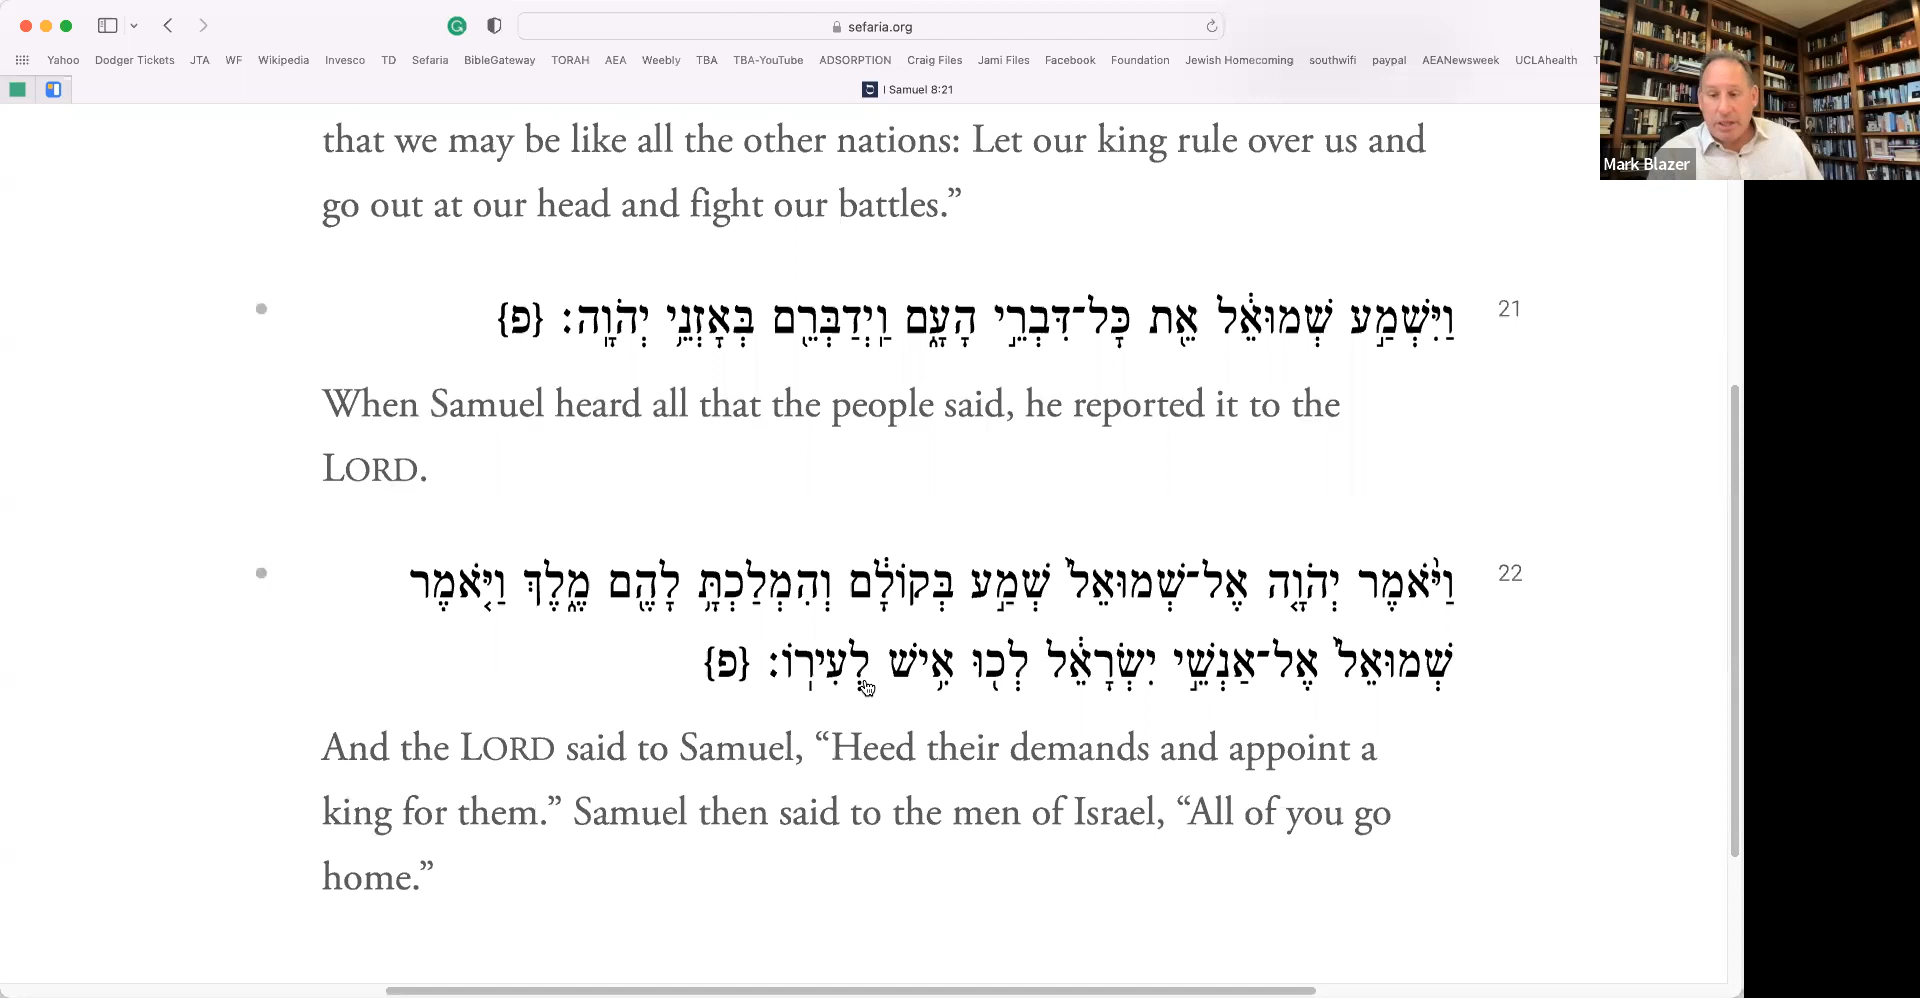 sefaria.org
Yahoo Dodger Tickets JTA WF Wikipedia Invesco TD Sefaria BibleGateway TORAH AEA Weebly TBA TBA-YouTube ADSORPTION Craig Files Jami Files Facebook Foundation Jewish Homecoming southwifi paypal AEANewsweek UCLAhealth
I Samuel 8:21
Mark Blazer
that we may be like all the other nations: Let our king rule over us and
go out at our head and fight our battles.”
21
וַיִּשְׁמַ֣ע שְׁמוּאֵ֔ל אֵ֖ת כׇּל־דִּבְרֵ֣י הָעָ֑ם וַֽיְדַבְּרֵ֖ם בְּאׇזְנֵ֥י יְהֹוָֽה׃ {פ}
When Samuel heard all that the people said, he reported it to the
LORD.
22
וַיֹּ֨אמֶר יְהֹוָ֤ה אֶל־שְׁמוּאֵל֙ שְׁמַ֣ע בְּקוֹלָ֔ם וְהִמְלַכְתָּ֥ לָהֶ֖ם מֶ֑לֶךְ וַיֹּ֤אמֶר
שְׁמוּאֵל֙ אֶל־אַנְשֵׁ֣י יִשְׂרָאֵ֔ל לְכ֖וּ אִ֥ישׁ לְעִירֽוֹ׃ {פ}
And the LORD said to Samuel, “Heed their demands and appoint a
king for them.” Samuel then said to the men of Israel, “All of you go
home.”